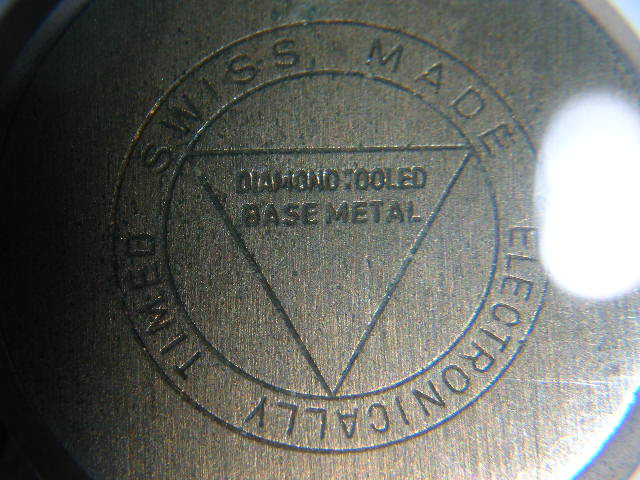 SWISS MADE
ELECTRONICALLY TIMED
DIAMOND TOOLED
BASE METAL